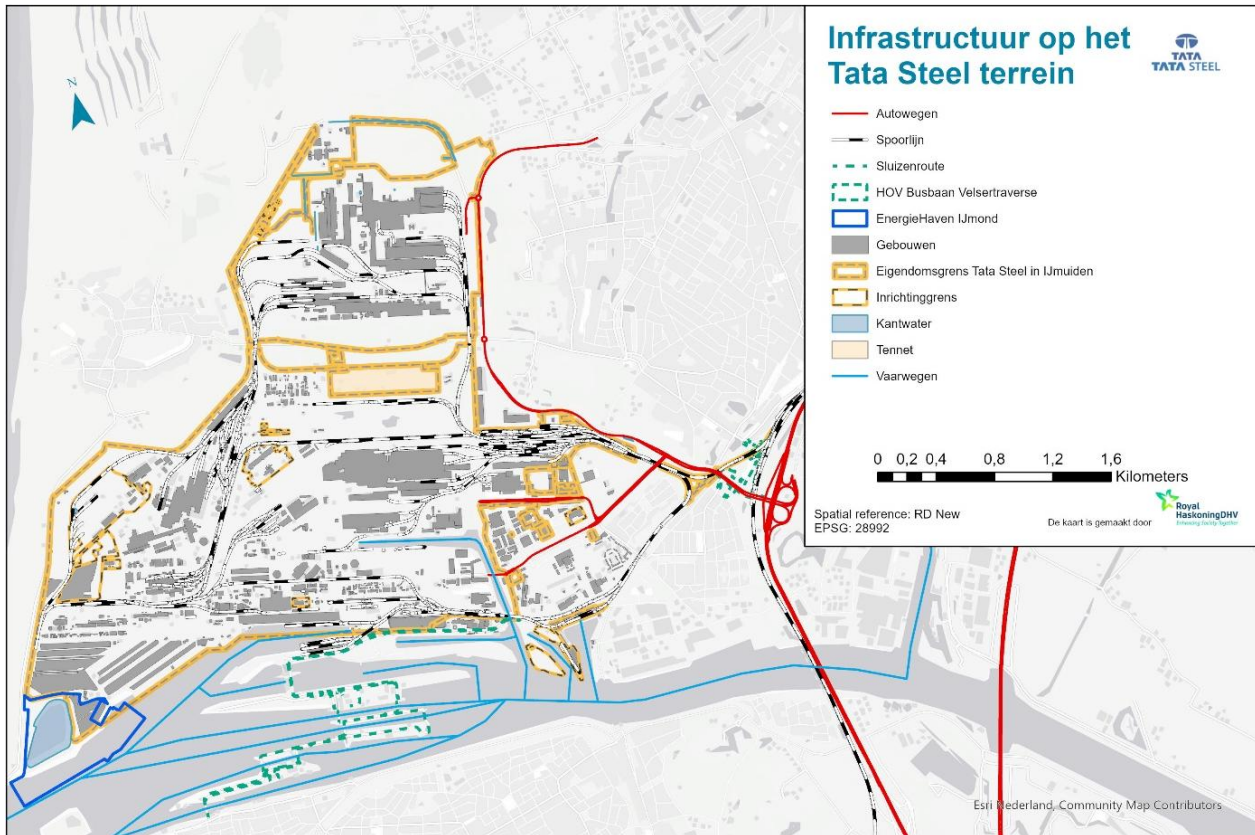 N
Infrastructuur op het
Tata Steel terrein
TATA
TATA STEEL
Autowegen
Spoorlijn
Sluizenroute
HOV Busbaan Velsertraverse
EnergieHaven IJmond
Gebouwen
Eigendomsgrens Tata Steel in IJmuiden
Inrichtinggrens
Kantwater
Tennet
Vaarwegen
0 0,2 0,4 0,8 1,2 1,6
Kilometers
Spatial reference: RD New
EPSG: 28992
De kaart is gemaakt door
Royal
HaskoningDHV
Enhancing Society Together
Esri Nederland, Community Map Contributors